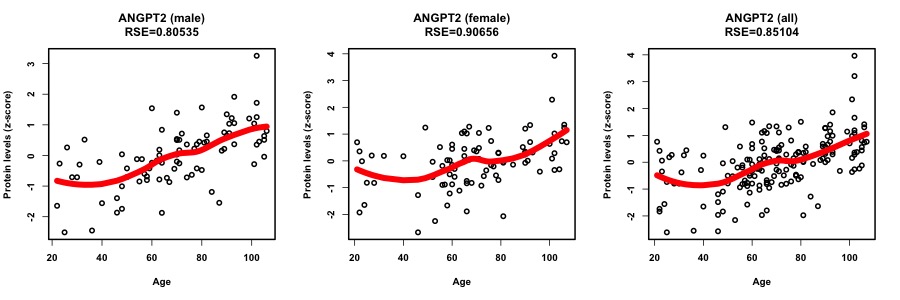 ANGPT2 (male)
RSE=0.80535
Protein levels (z-score)
3
2
1
0
-1
-2
20 40 60 80 100
Age
ANGPT2 (female)
RSE=0.90656
Protein levels (z-score)
4
3
2
1
0
-1
-2
20 40 60 80 100
Age
ANGPT2 (all)
RSE=0.85104
Protein levels (z-score)
4
3
2
1
0
-1
-2
20 40 60 80 100
Age